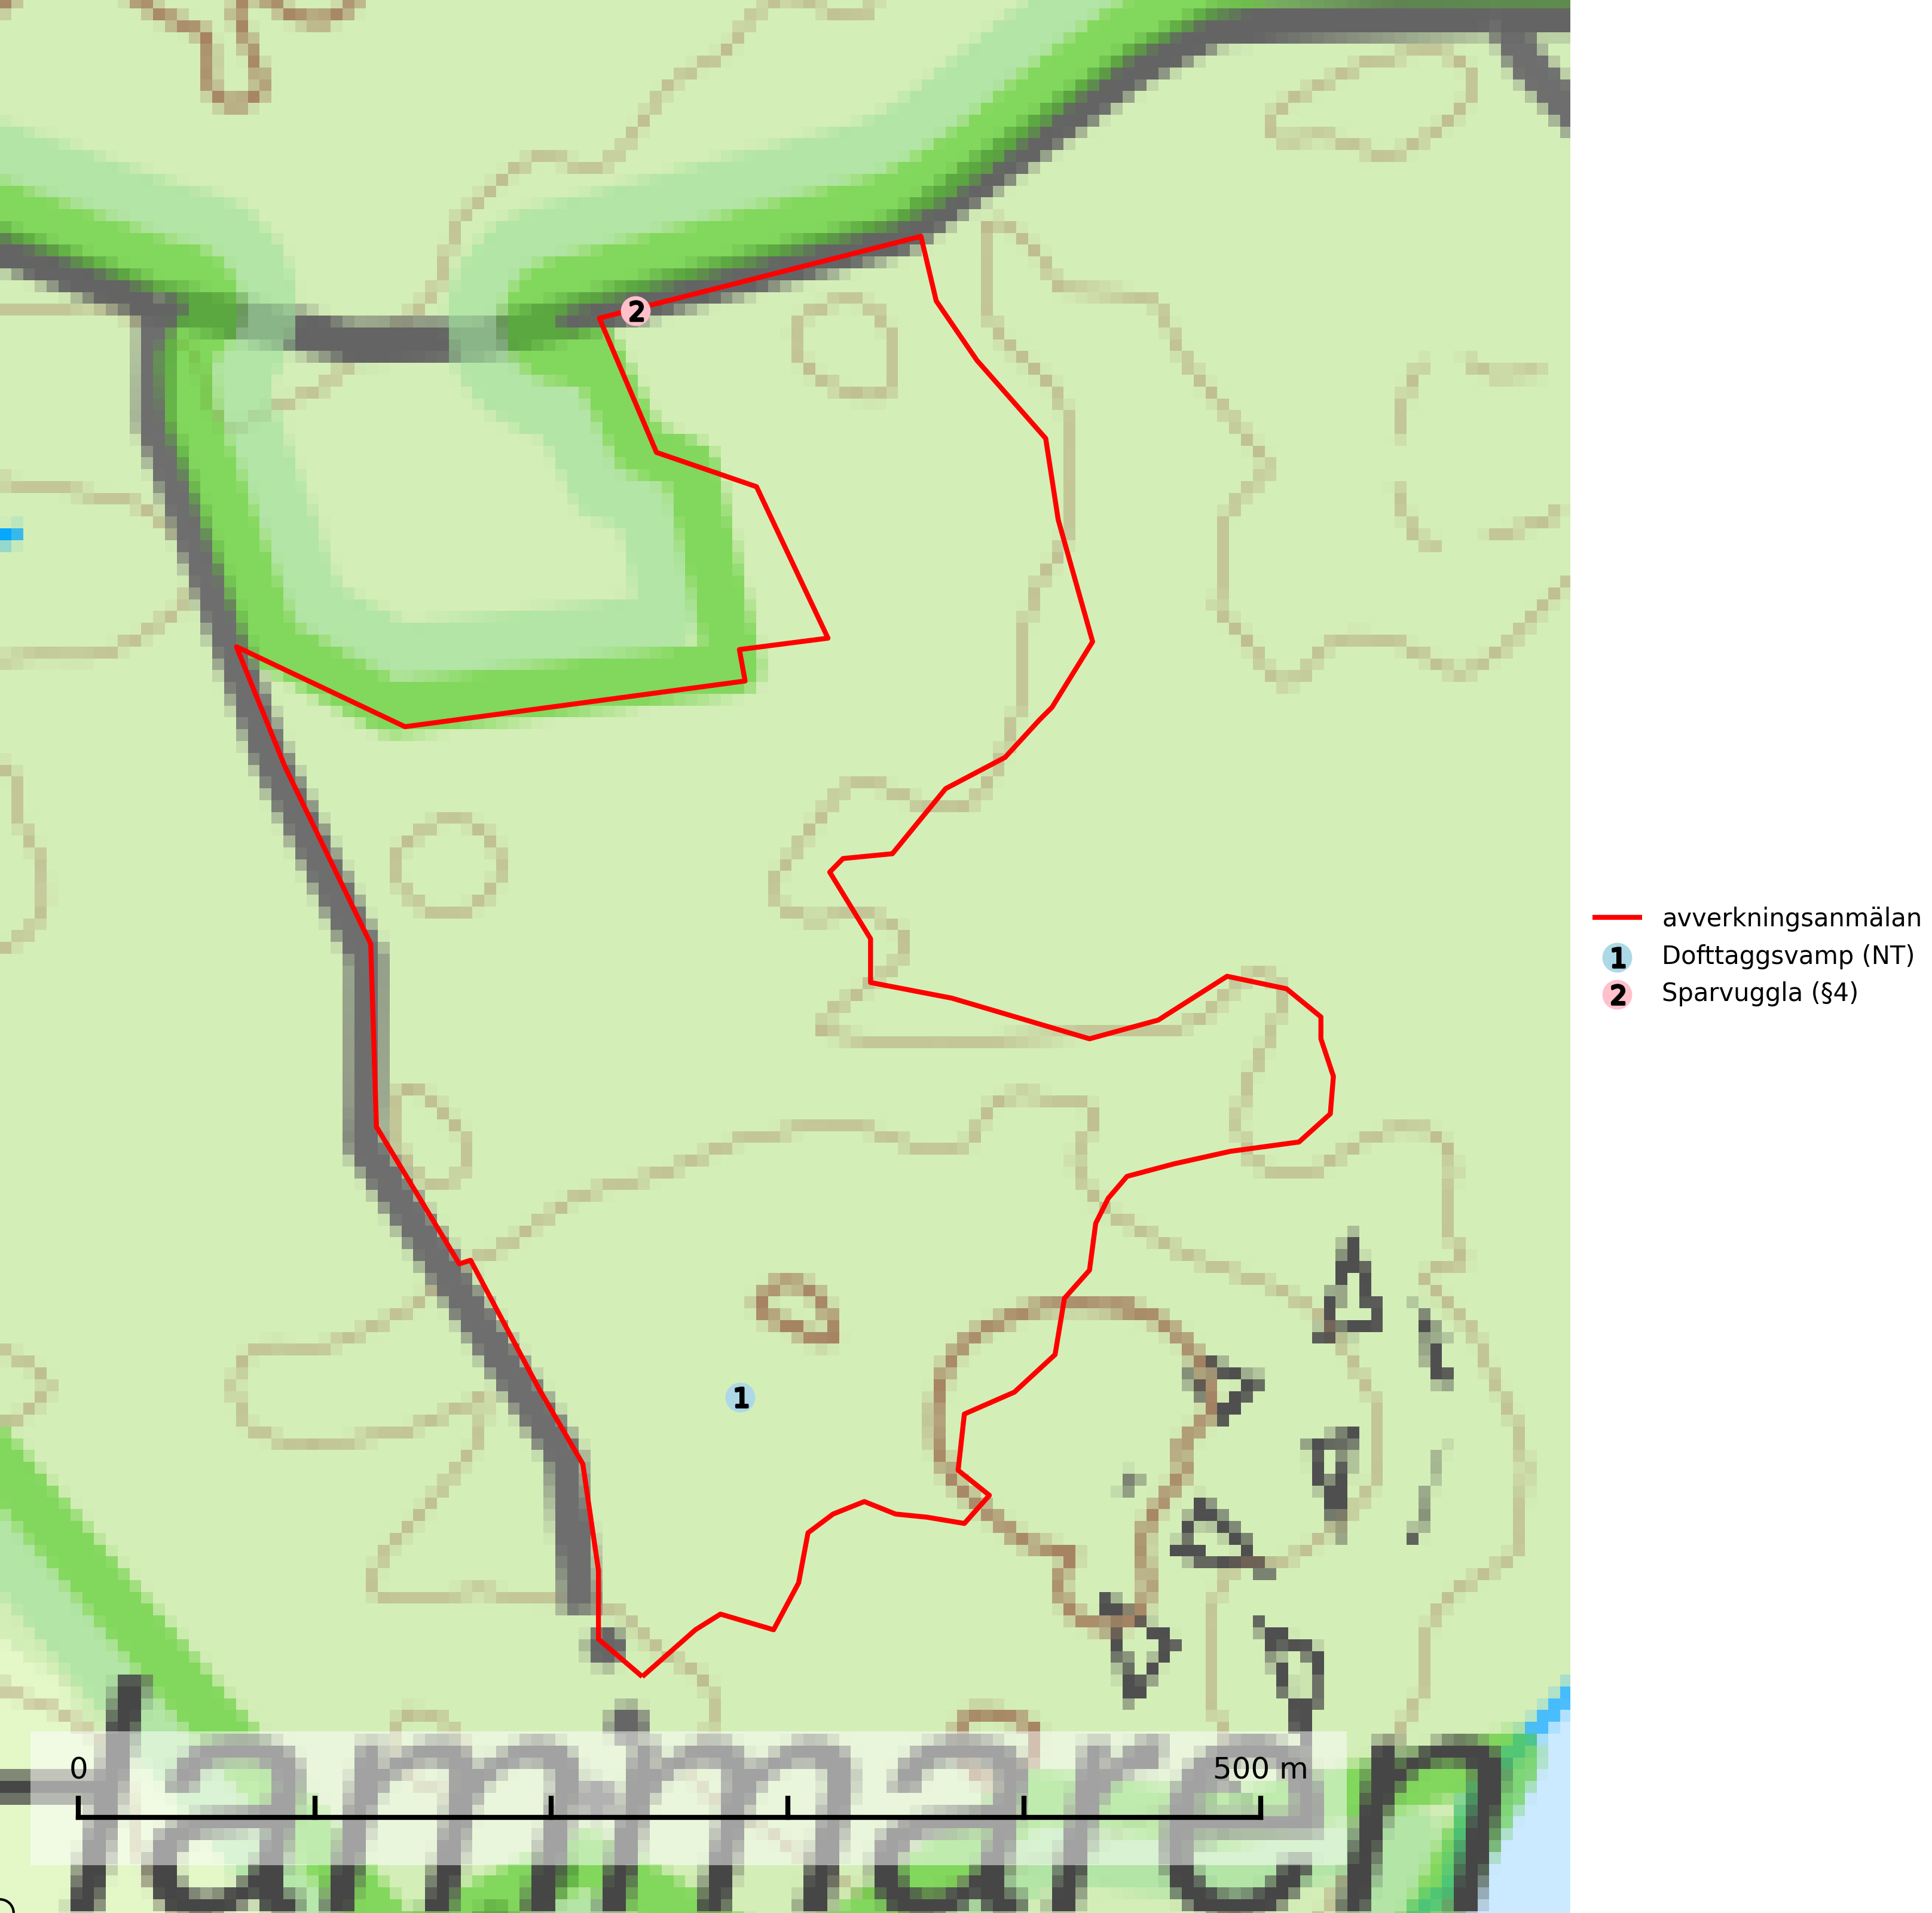 2
1
lammaren
0
500 m
avverkningsanmälan
1 Dofttaggsvamp (NT)
2 Sparvuggla (§4)